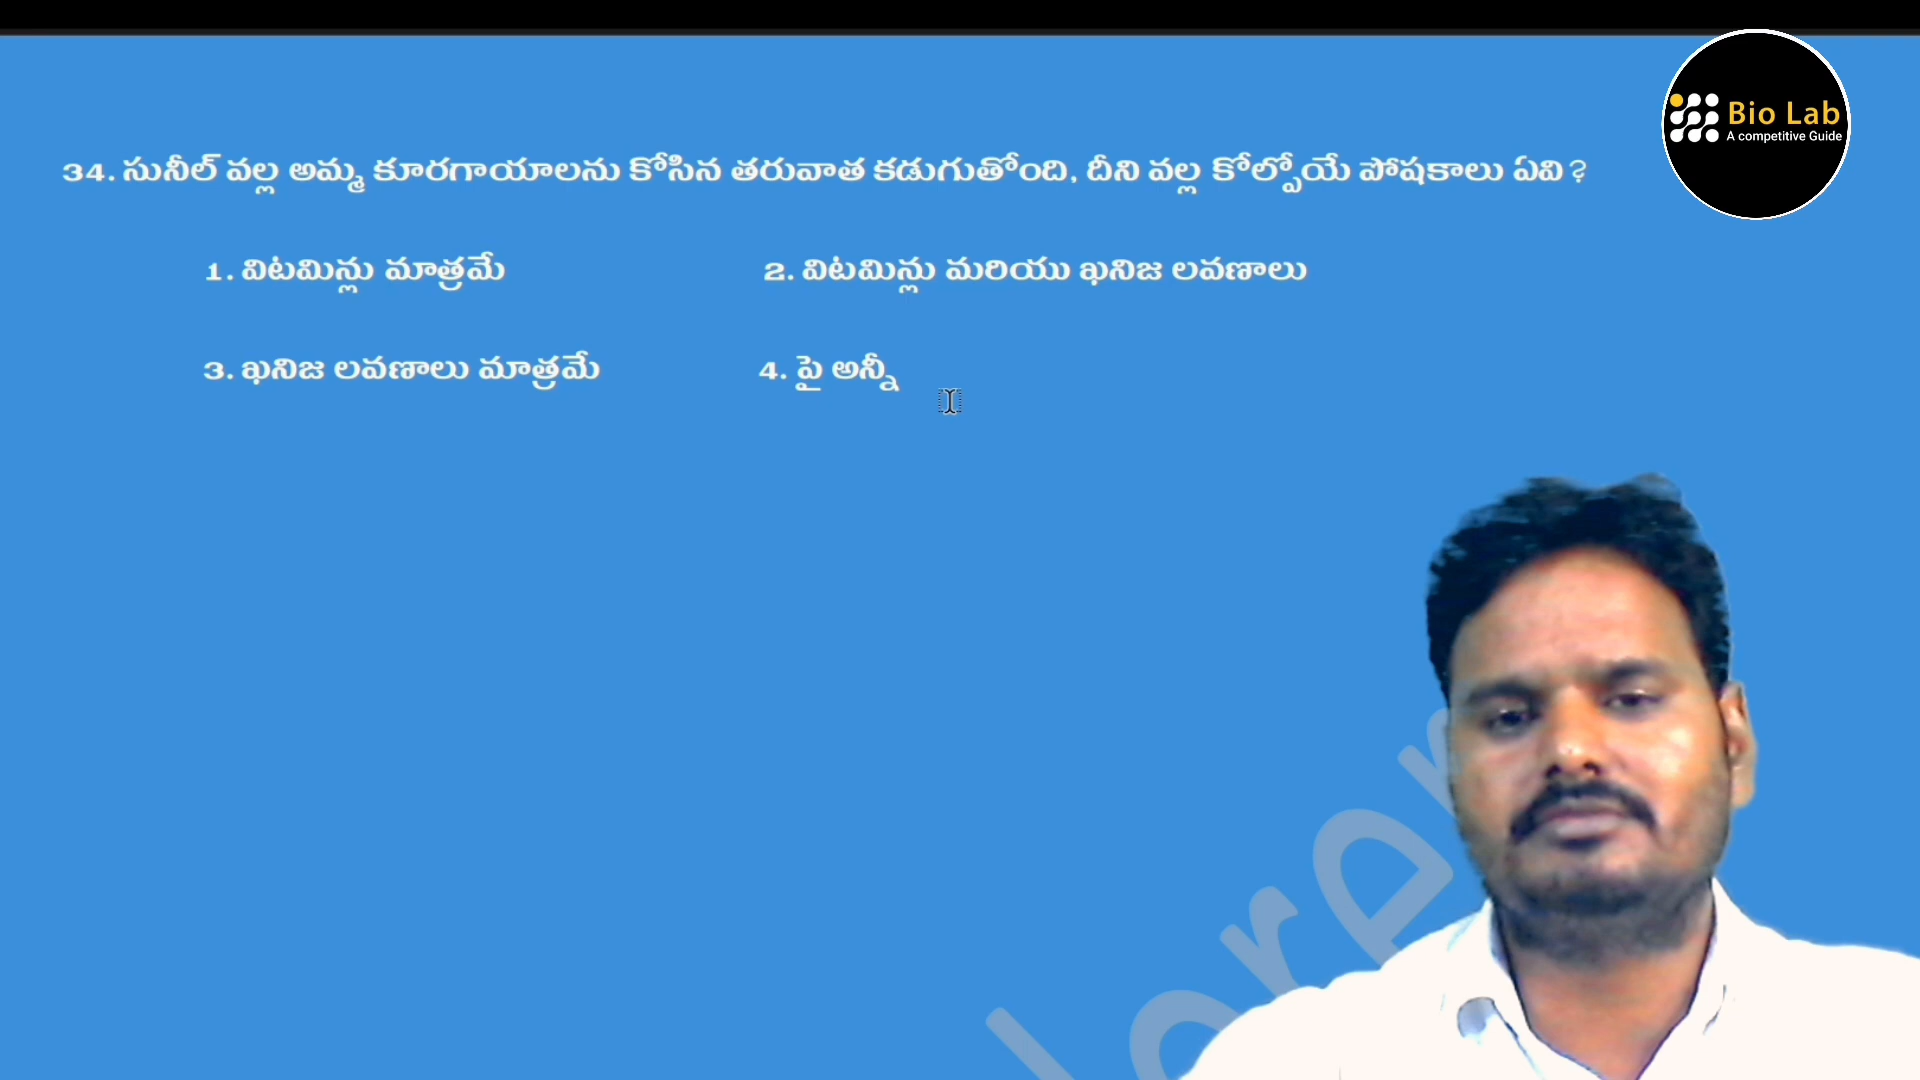 Bio Lab
A competitive Guide
34. సునీల్ వల్ల అమ్మ కూరగాయాలను కోసిన తరువాత కడుగుతోంది. దీని వల్ల కోల్పోయే పోషకాలు ఏవి?
1. విటమిన్లు మాత్రమే 2. విటమిన్లు మరియు ఖనిజ లవణాలు
3. ఖనిజ లవణాలు మాత్రమే 4. పై అన్నీ